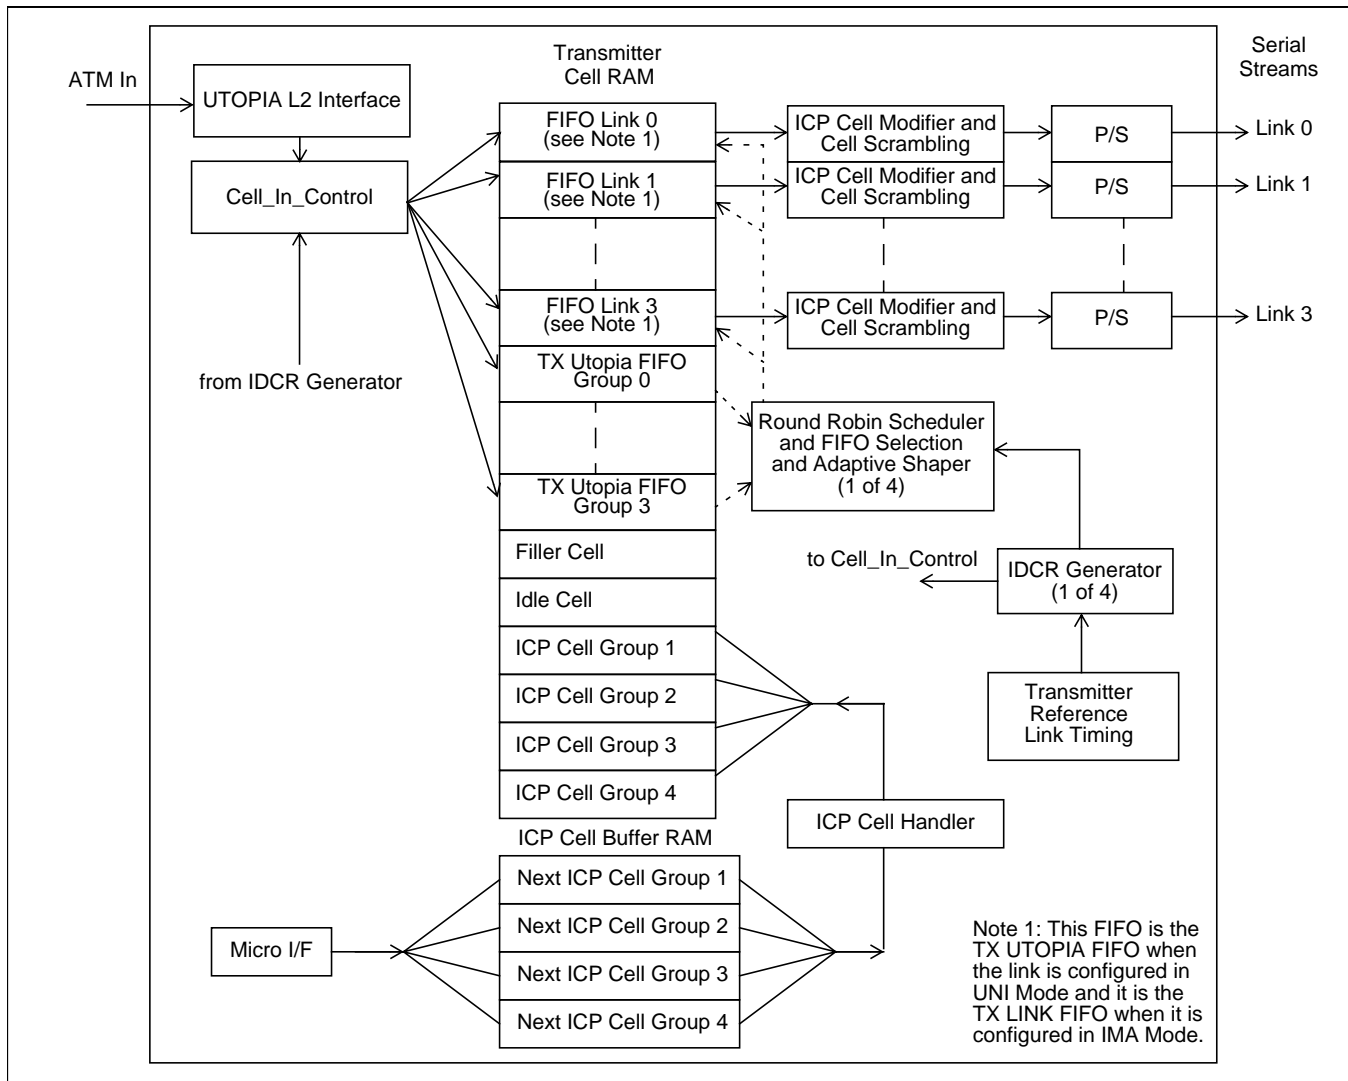 Transmitter
Cell RAM
Serial
Streams
ATM In
UTOPIA L2 Interface
Cell_In_Control
from IDCR Generator
FIFO Link 0
(see Note 1)
FIFO Link 1
(see Note 1)
FIFO Link 3
(see Note 1)
TX Utopia FIFO
Group 0
TX Utopia FIFO
Group 3
Filler Cell
Idle Cell
ICP Cell Group 1
ICP Cell Group 2
ICP Cell Group 3
ICP Cell Group 4
ICP Cell Modifier and
Cell Scrambling
P/S
Link 0
ICP Cell Modifier and
Cell Scrambling
P/S
Link 1
ICP Cell Modifier and
Cell Scrambling
P/S
Link 3
Round Robin Scheduler
and FIFO Selection
and Adaptive Shaper
(1 of 4)
to Cell_In_Control
IDCR Generator
(1 of 4)
Transmitter
Reference
Link Timing
ICP Cell Handler
ICP Cell Buffer RAM
Micro I/F
Next ICP Cell Group 1
Next ICP Cell Group 2
Next ICP Cell Group 3
Next ICP Cell Group 4
Note 1: This FIFO is the
TX UTOPIA FIFO when
the link is configured in
UNI Mode and it is the
TX LINK FIFO when it is
configured in IMA Mode.